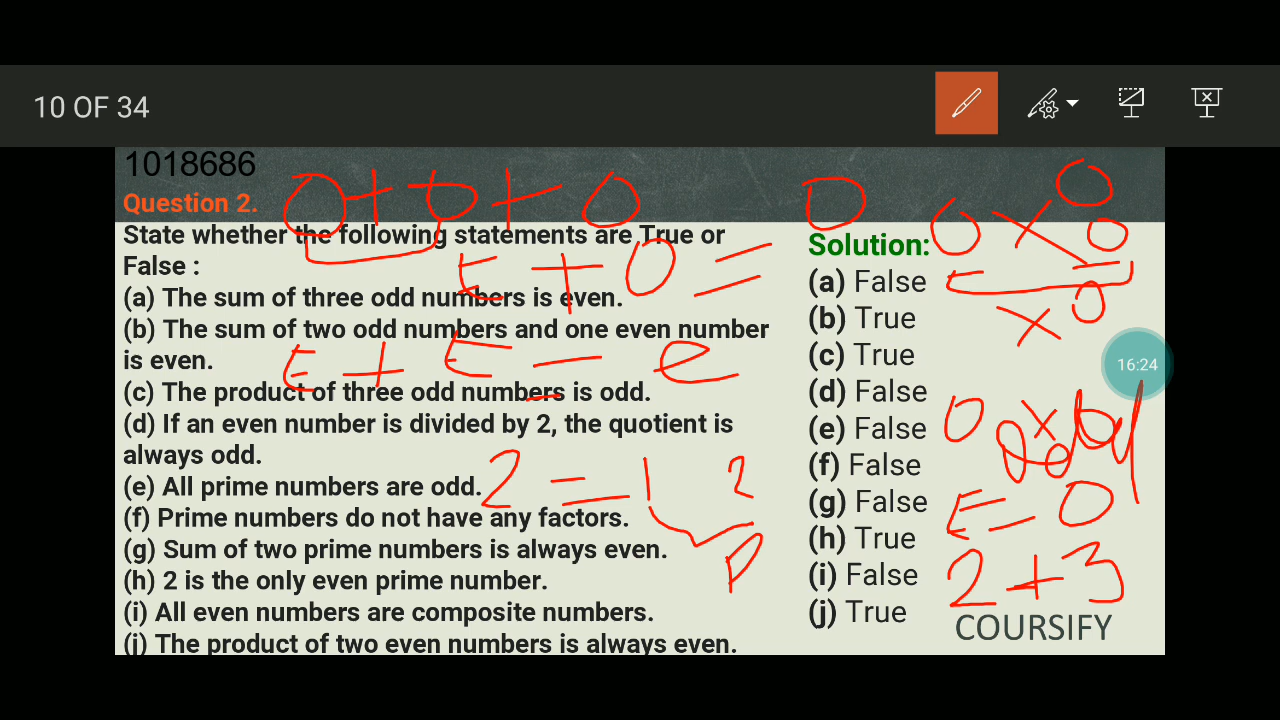 10 OF 34
1018686
Question 2.
State whether the following statements are True or
False :
(a) The sum of three odd numbers is even.
(b) The sum of two odd numbers and one even number
is even.
(c) The product of three odd numbers is odd.
(d) If an even number is divided by 2, the quotient is
always odd.
(e) All prime numbers are odd.
(f) Prime numbers do not have any factors.
(g) Sum of two prime numbers is always even.
(h) 2 is the only even prime number.
(i) All even numbers are composite numbers.
(j) The product of two even numbers is always even.
Solution:
(a) False
(b) True
(c) True
(d) False
(e) False
(f) False
(g) False
(h) True
(i) False
(j) True
COURSIFY
16:24
O + O + O
E + O =
O
E + E = e
2 = 1 2
P
O × O
O
× O
O ×
E = O
2 + 3